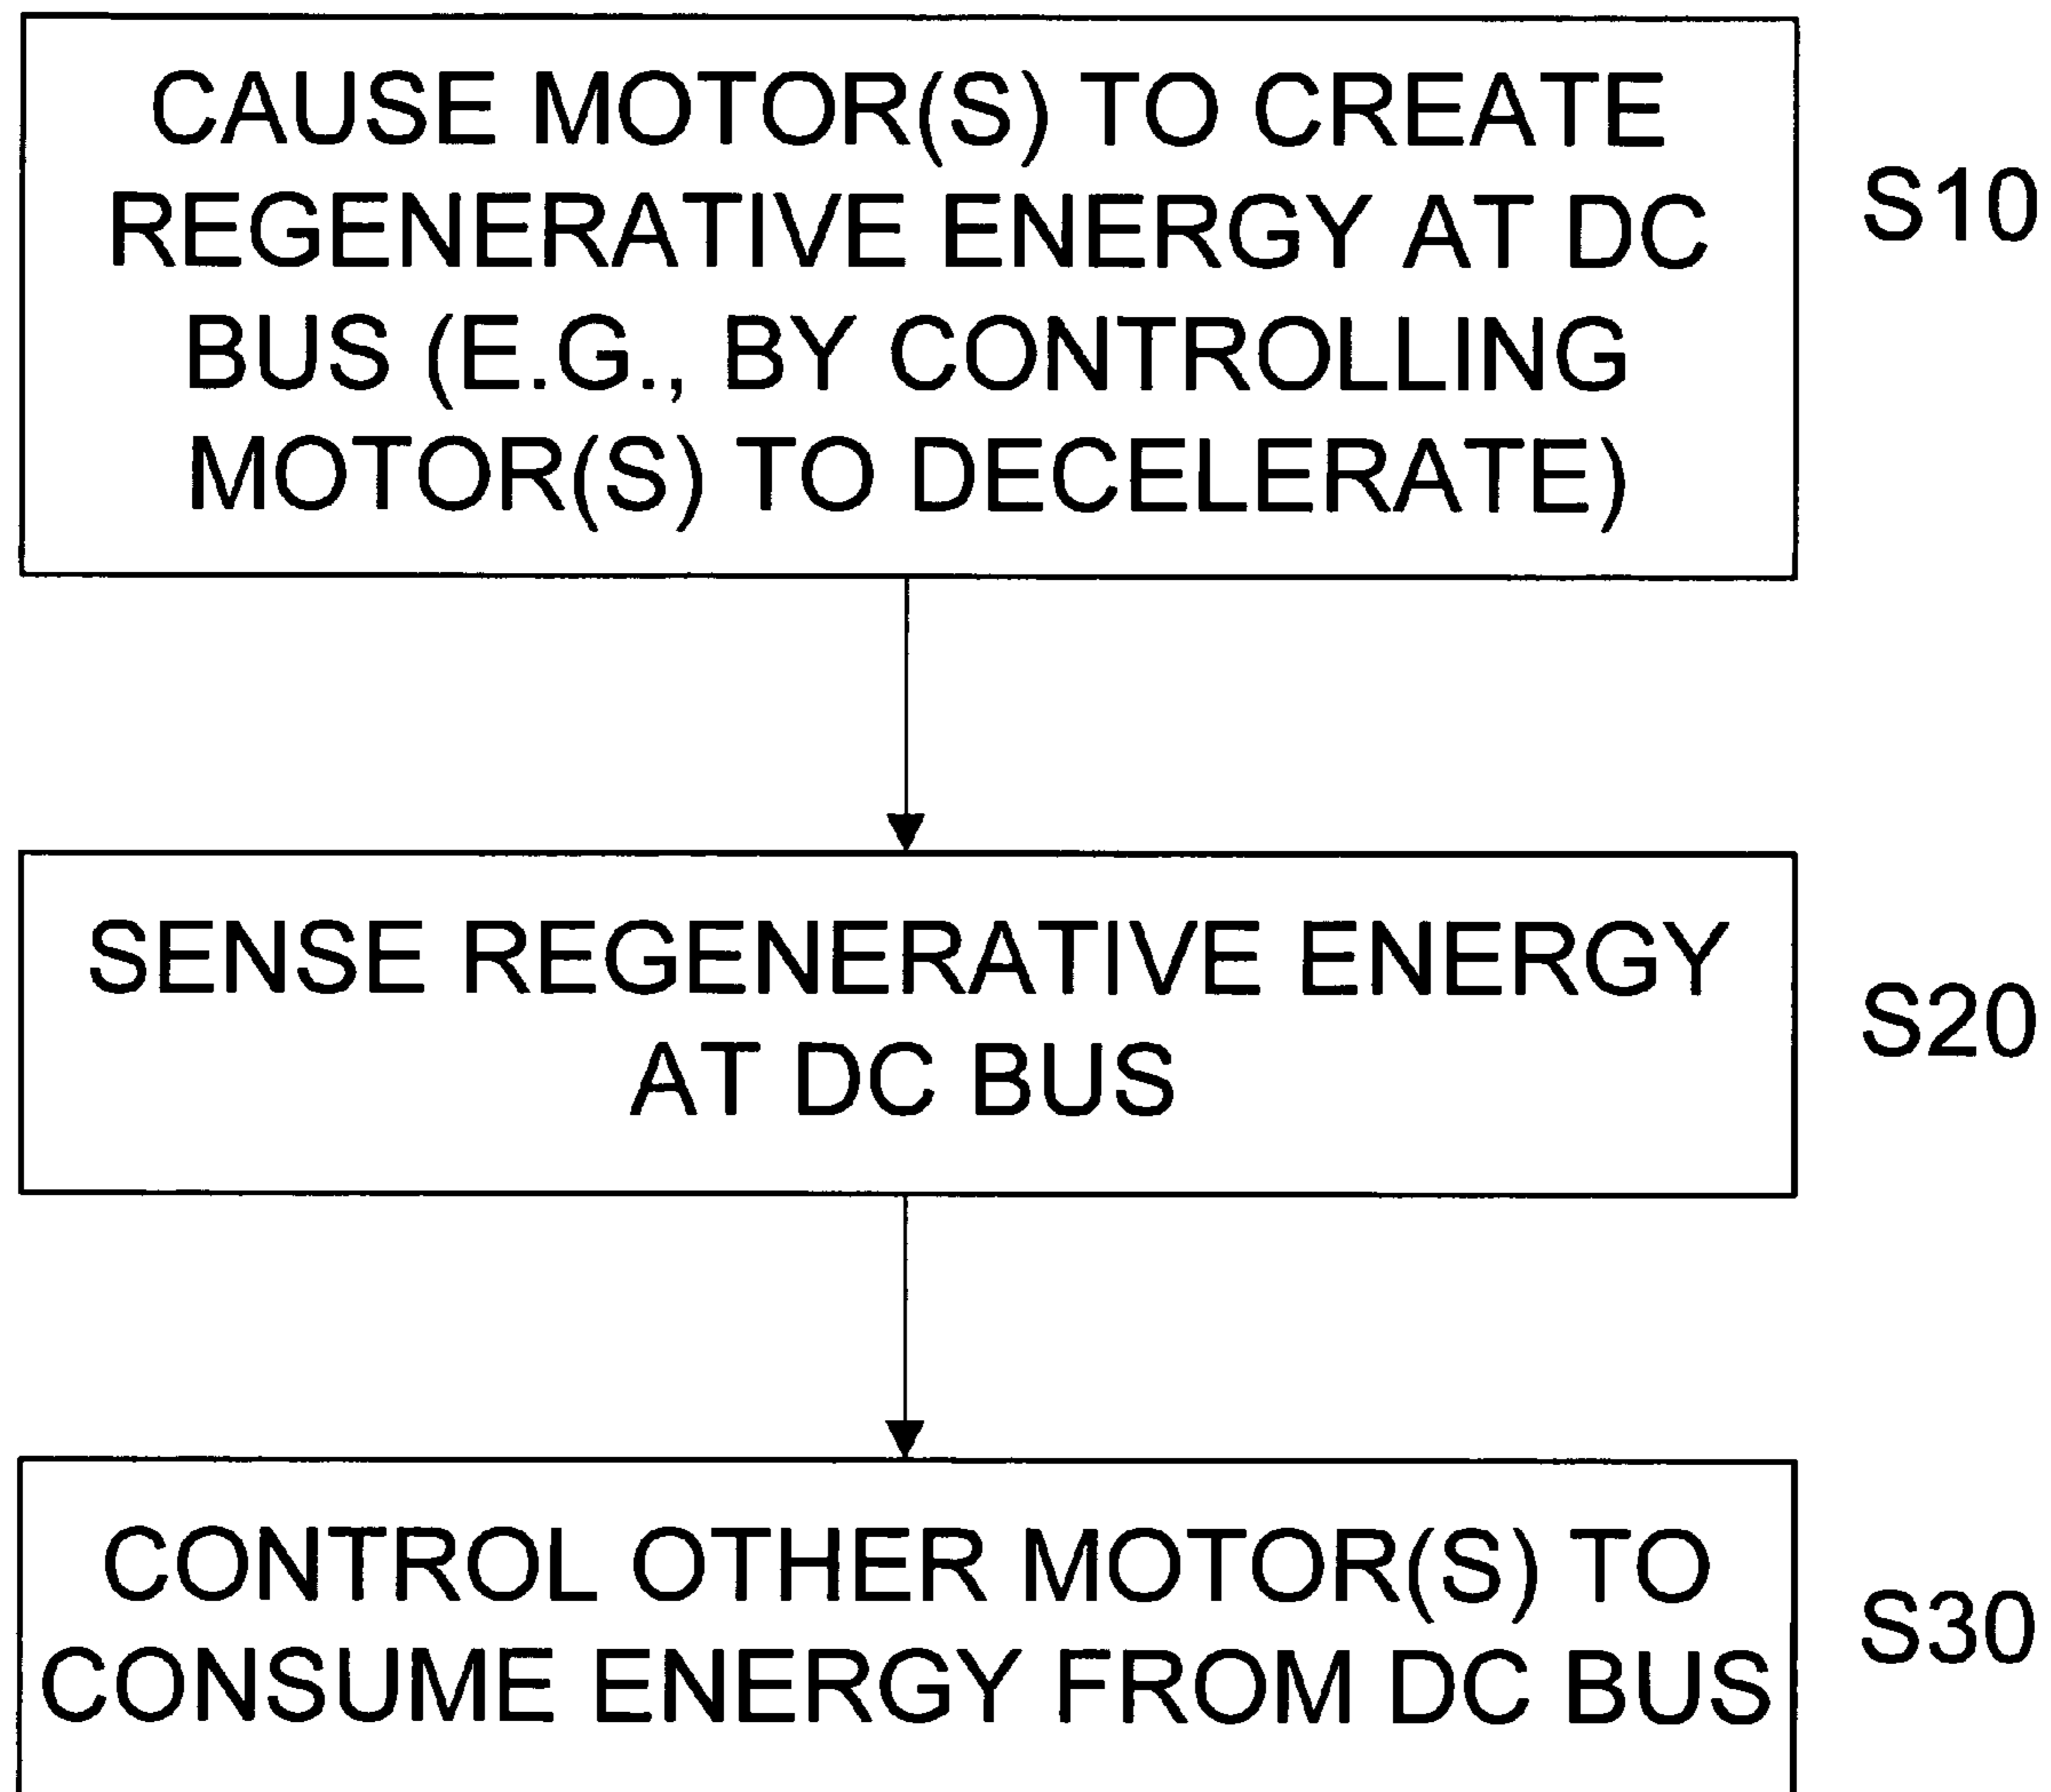 CAUSE MOTOR(S) TO CREATE
REGENERATIVE ENERGY AT DC
BUS (E.G., BY CONTROLLING
MOTOR(S) TO DECELERATE)
S10
SENSE REGENERATIVE ENERGY
AT DC BUS
S20
CONTROL OTHER MOTOR(S) TO
CONSUME ENERGY FROM DC BUS
S30